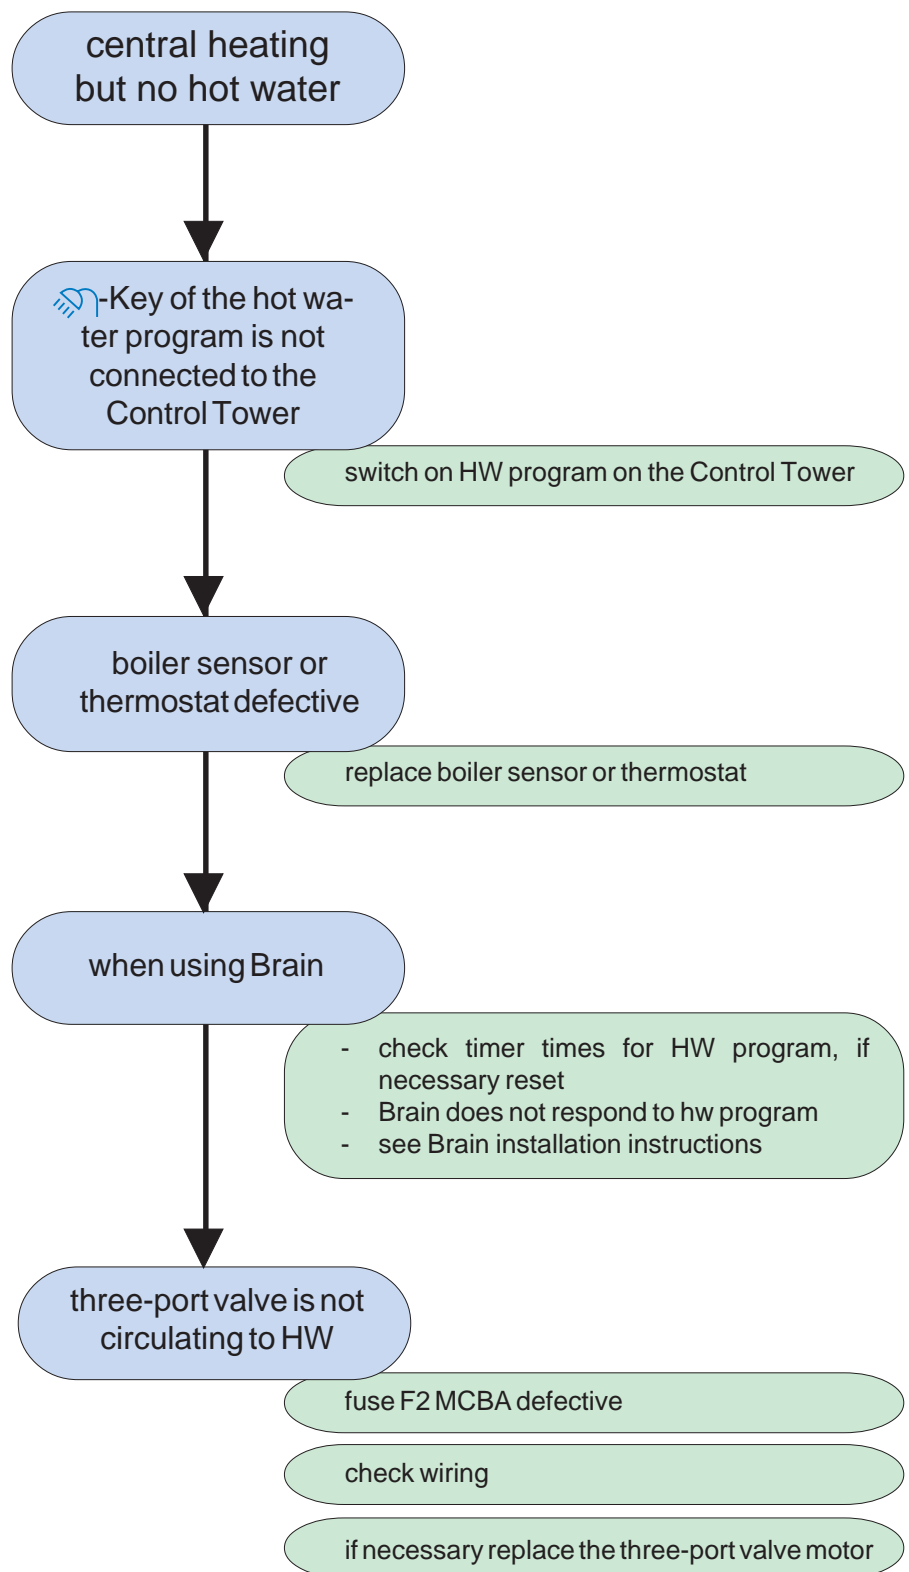 central heating
but no hot water
-Key of the hot wa-
ter program is not
connected to the
Control Tower
switch on HW program on the Control Tower
boiler sensor or
thermostat defective
replace boiler sensor or thermostat
when using Brain
- check timer times for HW program, if
necessary reset
- Brain does not respond to hw program
- see Brain installation instructions
three-port valve is not
circulating to HW
fuse F2 MCBA defective
check wiring
if necessary replace the three-port valve motor